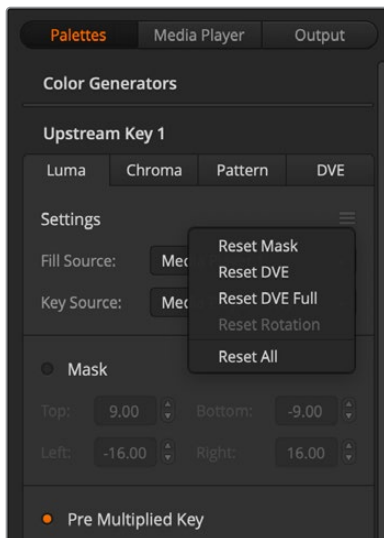 Palettes Media Player Output
Color Generators
Upstream Key 1
Luma Chroma Pattern DVE
Settings
Reset Mask
Reset DVE
Reset DVE Full
Reset Rotation
Reset All
Fill Source:
Key Source:
Mask
Top: 9.00 Bottom: -9.00
Left: -16.00 Right: 16.00
Pre Multiplied Key